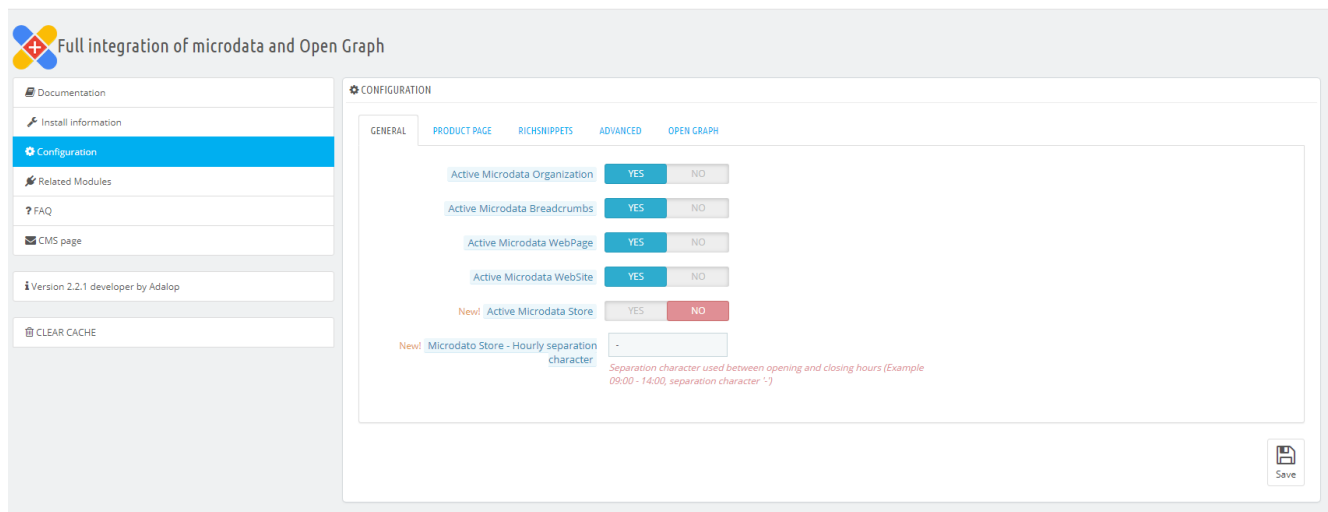 Full integration of microdata and Open Graph
Documentation
Install information
Configuration
Related Modules
? FAQ
CMS page
i Version 2.2.1 developer by Adalop
CLEAR CACHE
CONFIGURATION
GENERAL PRODUCT PAGE RICHSNIPPETS ADVANCED OPEN GRAPH
Active Microdata Organization YES NO
Active Microdata Breadcrumbs YES NO
Active Microdata WebPage YES NO
Active Microdata WebSite YES NO
New! Active Microdata Store YES NO
New! Microdato Store - Hourly separation -
character
Separation character used between opening and closing hours (Example
09:00 - 14:00, separation character '-')
Save